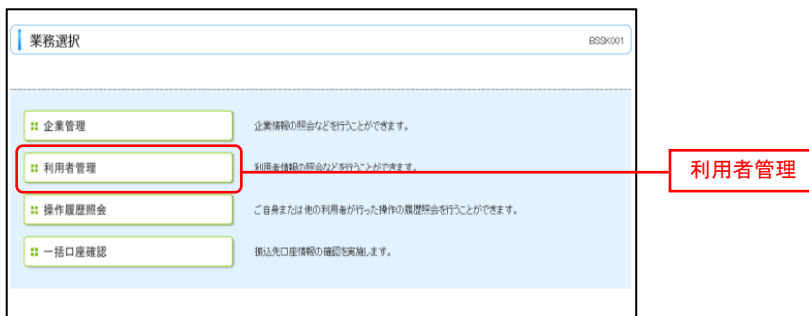 業務選択
BSSK001
企業管理
企業情報の照会などを行うことができます。
利用者管理
利用者情報の照会などを行うことができます。
利用者管理
操作履歴照会
ご自身または他の利用者が行った操作の履歴照会を行うことができます。
一括口座確認
振込先口座情報の確認を実施します。